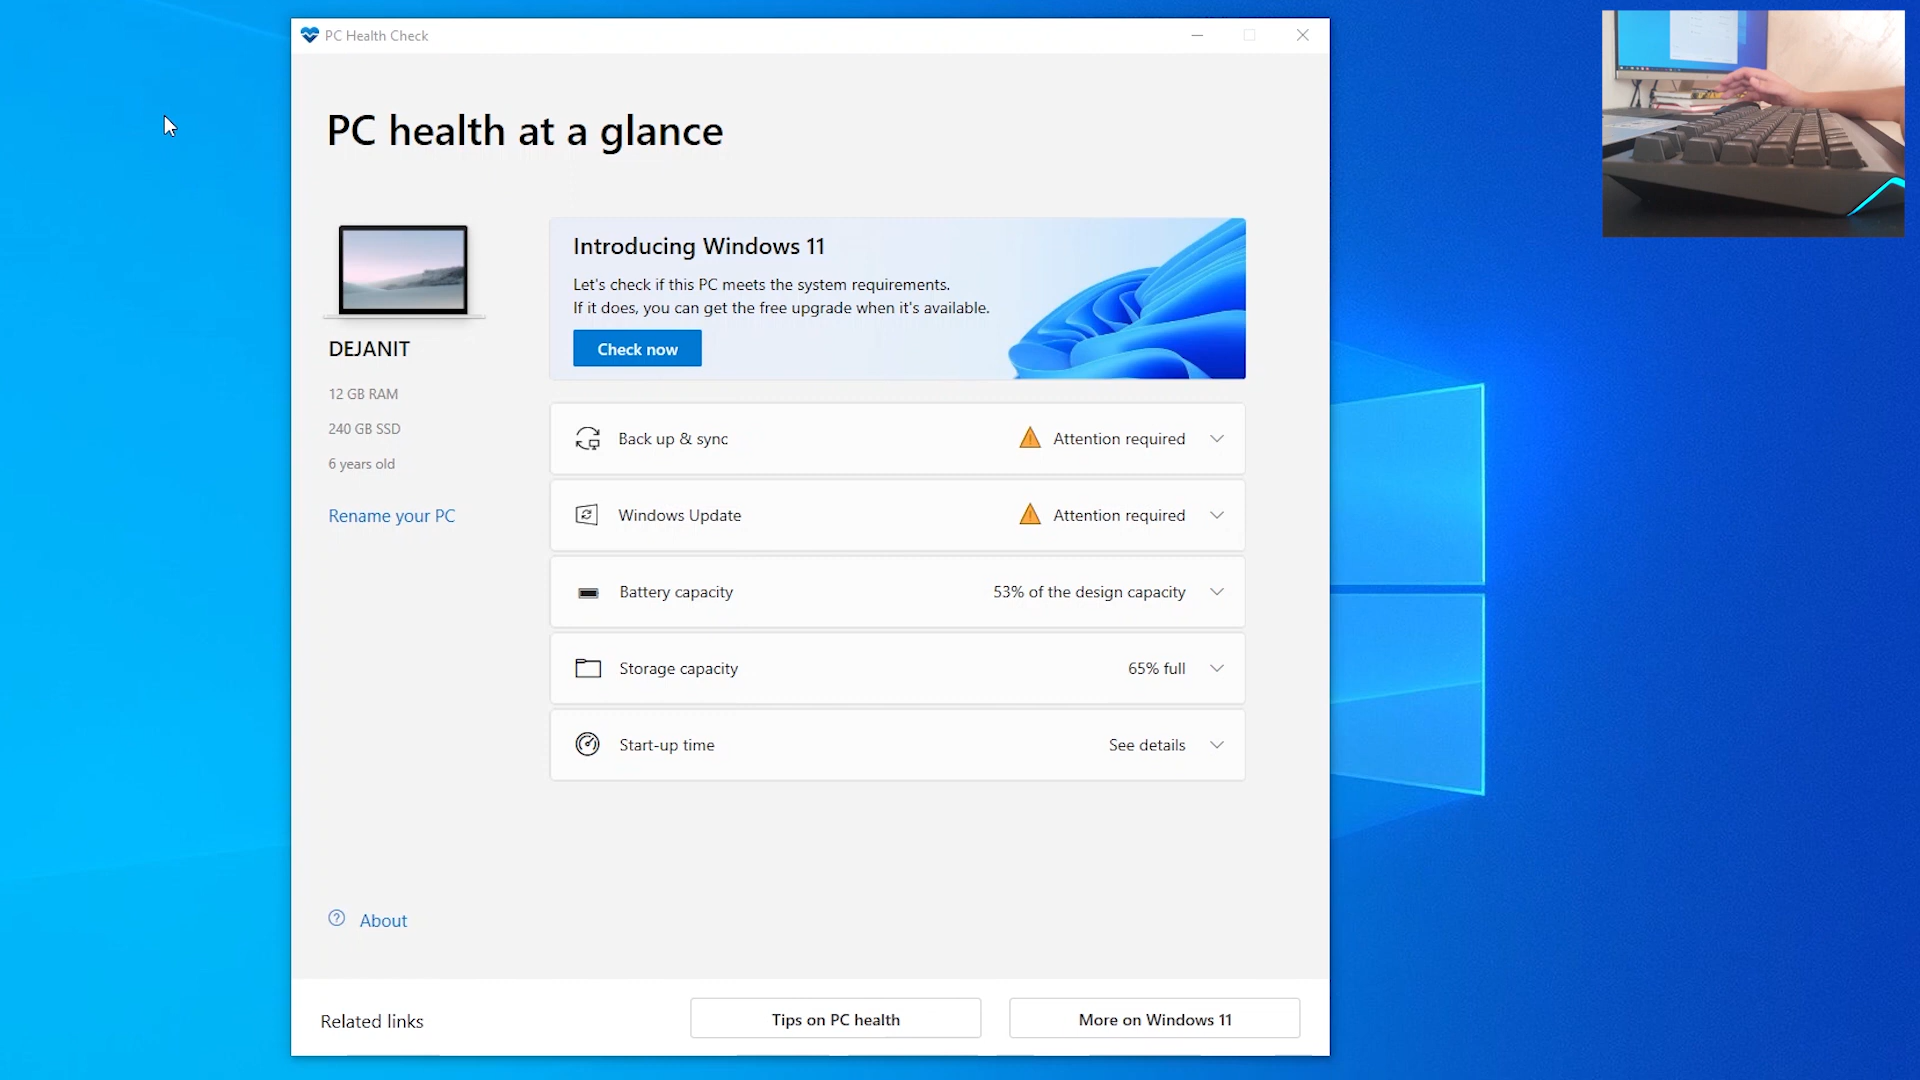 PC Health Check
PC health at a glance
DEJANIT
12 GB RAM
240 GB SSD
6 years old
Rename your PC
Introducing Windows 11
Let's check if this PC meets the system requirements.
If it does, you can get the free upgrade when it's available.
Check now
Back up & sync
Attention required
Windows Update
Attention required
Battery capacity
53% of the design capacity
Storage capacity
65% full
Start-up time
See details
About
Related links
Tips on PC health
More on Windows 11